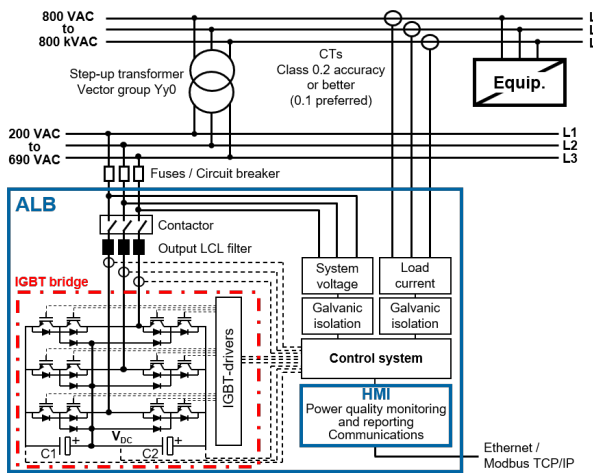 800 VAC
to
800 kVAC
L
L
L
Step-up transformer
Vector group Yy0
CTs
Class 0.2 accuracy
or better
(0.1 preferred)
Equip.
200 VAC
to
690 VAC
L1
L2
L3
Fuses / Circuit breaker
ALB
Contactor
Output LCL filter
IGBT bridge
System
voltage
Load
current
Galvanic
isolation
Galvanic
isolation
Control system
IGBT-drivers
HMI
Power quality monitoring
and reporting
Communications
VDC
C1
+
C2
+
Ethernet /
Modbus TCP/IP